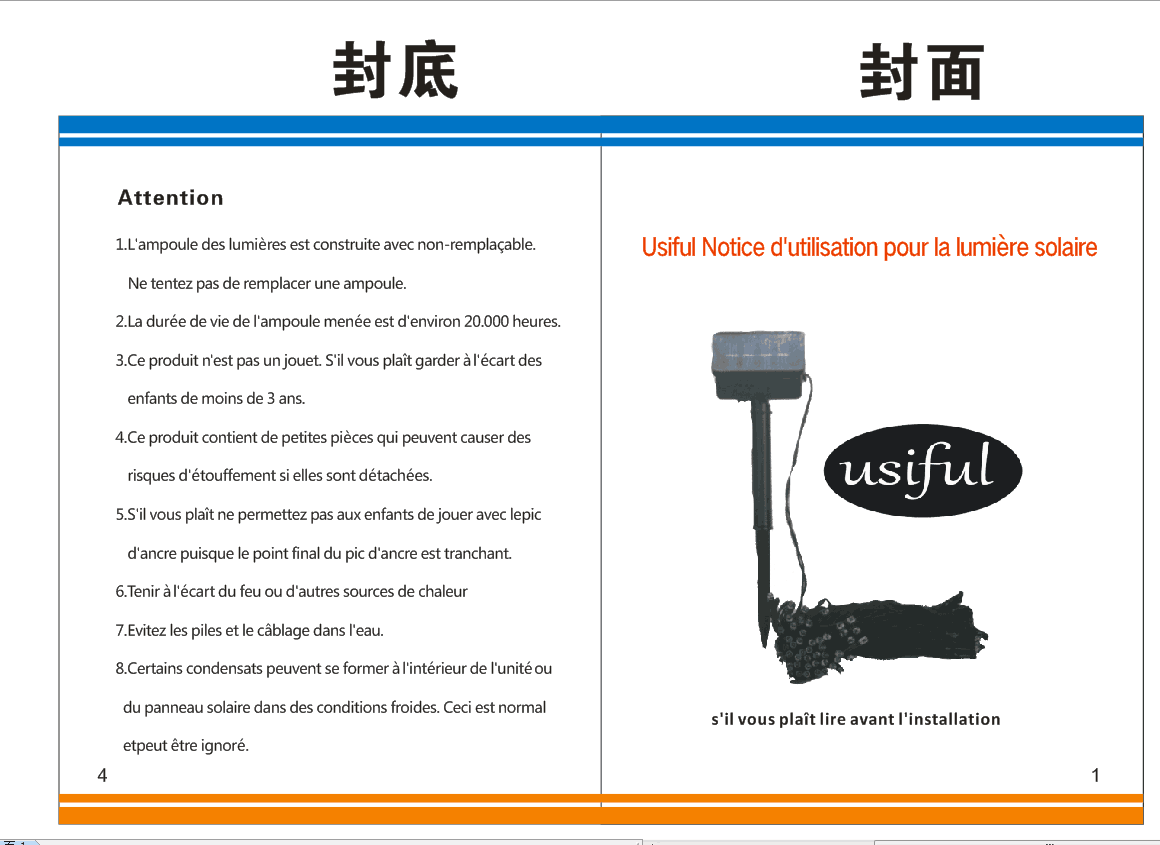 封底
封面
Attention
1.L'ampoule des lumières est construite avec non-remplaçable.
Ne tentez pas de remplacer une ampoule.
2.La durée de vie de l'ampoule menée est d'environ 20.000 heures.
3.Ce produit n'est pas un jouet. S'il vous plaît garder à l'écart des
enfants de moins de 3 ans.
4.Ce produit contient de petites pièces qui peuvent causer des
risques d'étouffement si elles sont détachées.
5.S'il vous plaît ne permettez pas aux enfants de jouer avec lepic
d'ancre puisque le point final du pic d'ancre est tranchant.
6.Tenir à l'écart du feu ou d'autres sources de chaleur
7.Evitez les piles et le câblage dans l'eau.
8.Certains condensats peuvent se former à l'intérieur de l'unité ou
du panneau solaire dans des conditions froides. Ceci est normal
etpeut être ignoré.
4
Usiful Notice d'utilisation pour la lumière solaire
usiful
s'il vous plaît lire avant l'installation
1